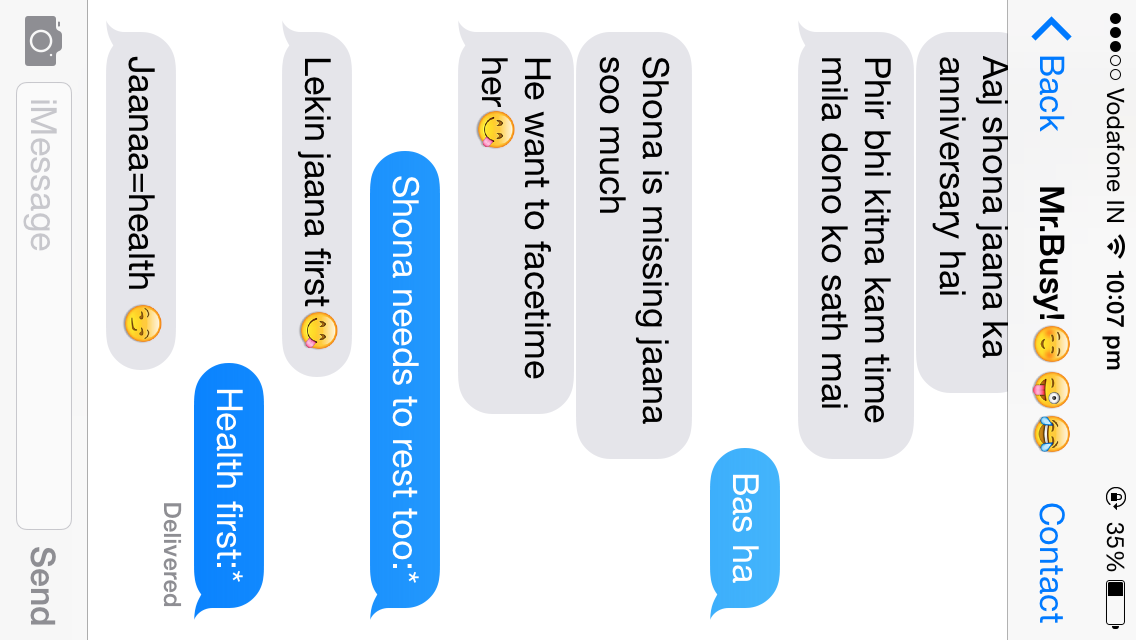 ●●●○○ Vodafone IN 10:07 pm 35%
Back Mr.Busy!😊😜😂 Contact
Aaj shona jaana ka
anniversary hai
Phir bhi kitna kam time
mila dono ko sath mai
Bas ha
Shona is missing jaana
soo much
He want to facetime
her😋
Shona needs to rest too:*
Lekin jaana first😋
Health first:*
Delivered
Jaanaa=health 😏
iMessage Send